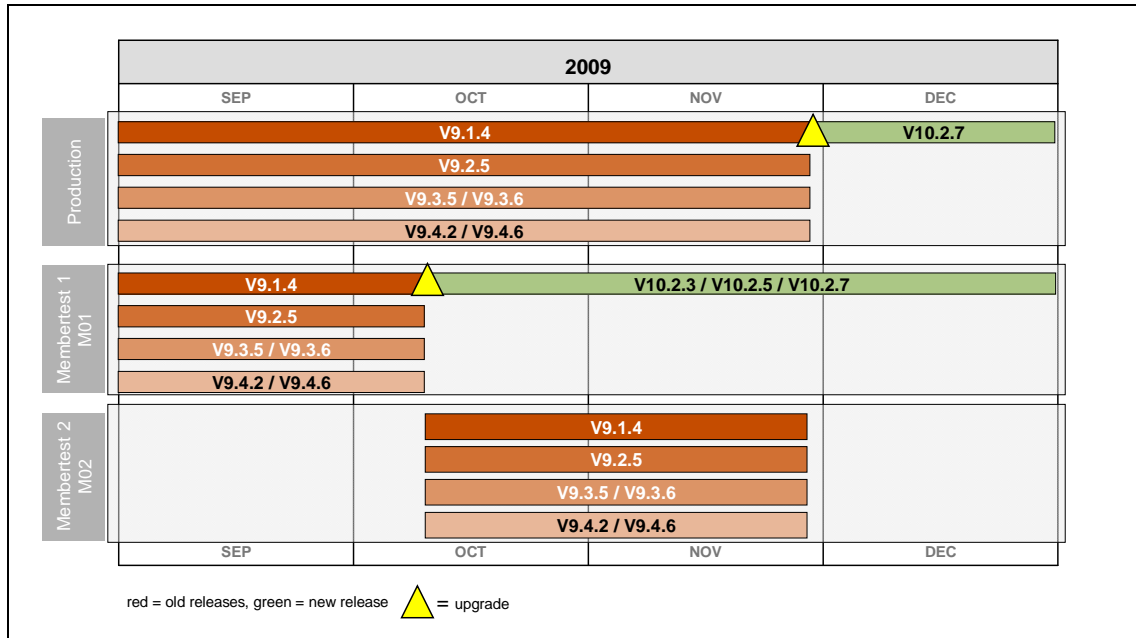 2009
SEP OCT NOV DEC
Production
V9.1.4 V10.2.7
V9.2.5
V9.3.5 / V9.3.6
V9.4.2 / V9.4.6
Membertest 1
M01
V9.1.4 V10.2.3 / V10.2.5 / V10.2.7
V9.2.5
V9.3.5 / V9.3.6
V9.4.2 / V9.4.6
Membertest 2
M02
V9.1.4
V9.2.5
V9.3.5 / V9.3.6
V9.4.2 / V9.4.6
SEP OCT NOV DEC
red = old releases, green = new release = upgrade